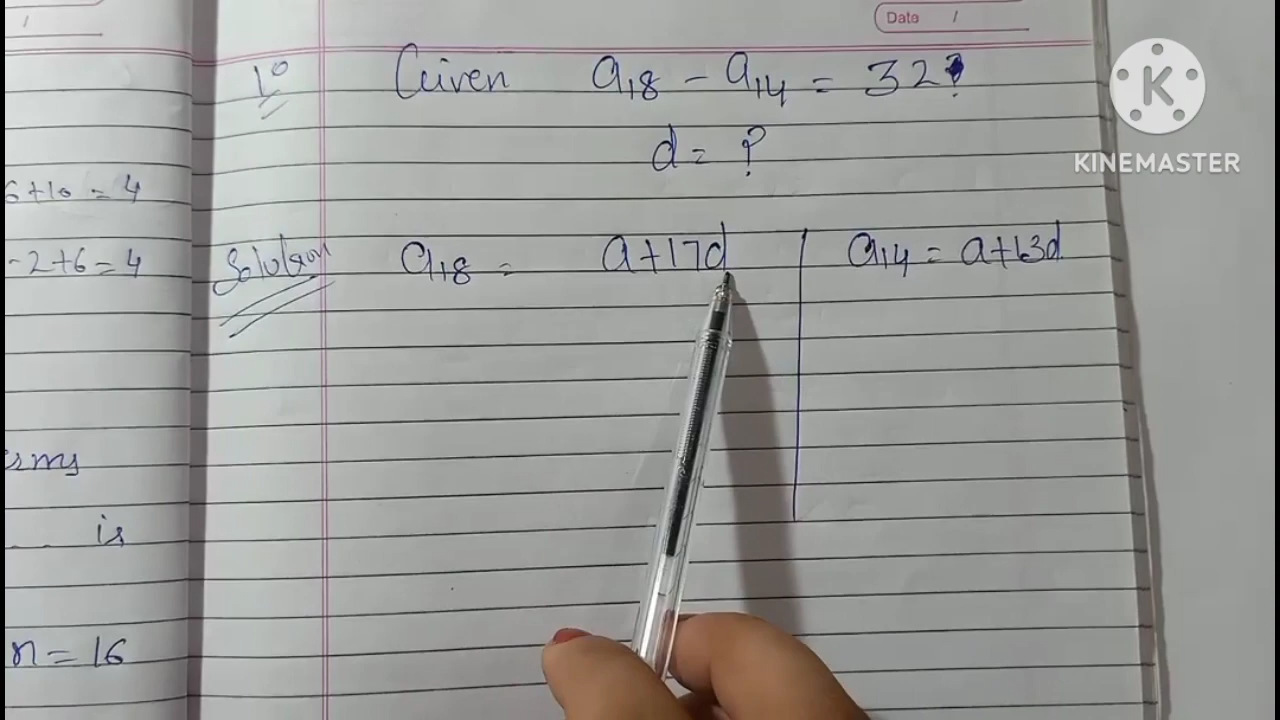 Date /
/
1° Given a18 - a14 = 32?
d = ?
KINEMASTER
6+10 = 4
-2+6=4
Solution a18 = a+17d
a14 = a+13d
is
n = 16